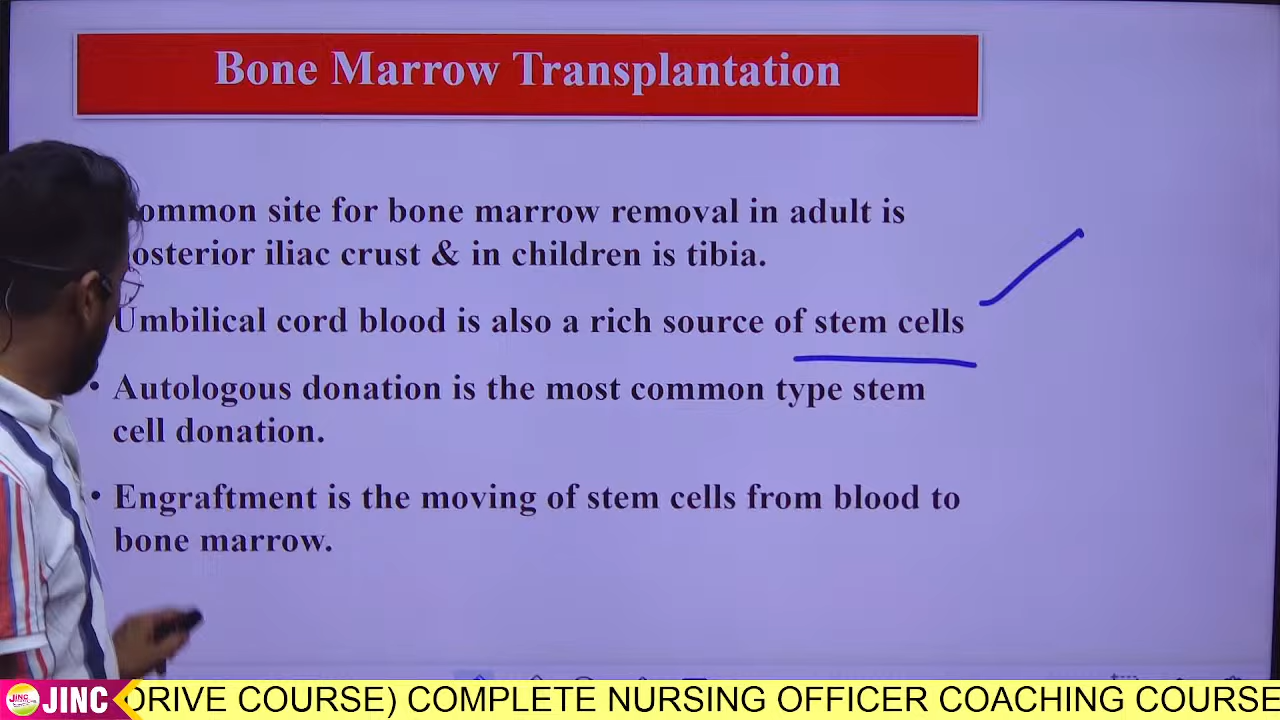 Bone Marrow Transplantation
ommon site for bone marrow removal in adult is
osterior iliac crust & in children is tibia.
Umbilical cord blood is also a rich source of stem cells
• Autologous donation is the most common type stem
cell donation.
• Engraftment is the moving of stem cells from blood to
bone marrow.
JINC JINC DRIVE COURSE) COMPLETE NURSING OFFICER COACHING COURSE